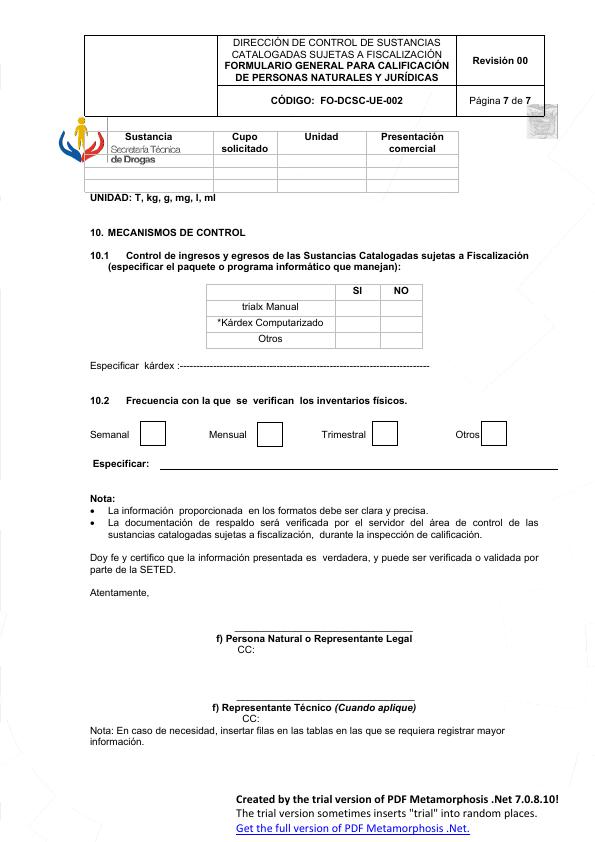 DIRECCIÓN DE CONTROL DE SUSTANCIAS
CATALOGADAS SUJETAS A FISCALIZACIÓN
FORMULARIO GENERAL PARA CALIFICACIÓN
DE PERSONAS NATURALES Y JURÍDICAS
Revisión 00
CÓDIGO: FO-DCSC-UE-002
Página 7 de 7
Secretaría Técnica
de Drogas
Sustancia
Cupo
solicitado
Unidad
Presentación
comercial
UNIDAD: T, kg, g, mg, l, ml
10. MECANISMOS DE CONTROL
10.1 Control de ingresos y egresos de las Sustancias Catalogadas sujetas a Fiscalización
(especificar el paquete o programa informático que manejan):
SI NO
trialx Manual
*Kárdex Computarizado
Otros
Especificar kárdex :---------------------------------------------------------------------------
10.2 Frecuencia con la que se verifican los inventarios físicos.
Semanal Mensual Trimestral Otros
Especificar:
Nota:
• La información proporcionada en los formatos debe ser clara y precisa.
• La documentación de respaldo será verificada por el servidor del área de control de las
sustancias catalogadas sujetas a fiscalización, durante la inspección de calificación.
Doy fe y certifico que la información presentada es verdadera, y puede ser verificada o validada por
parte de la SETED.
Atentamente,
f) Persona Natural o Representante Legal
CC:
f) Representante Técnico (Cuando aplique)
CC:
Nota: En caso de necesidad, insertar filas en las tablas en las que se requiera registrar mayor
información.
Created by the trial version of PDF Metamorphosis .Net 7.0.8.10!
The trial version sometimes inserts "trial" into random places.
Get the full version of PDF Metamorphosis .Net.